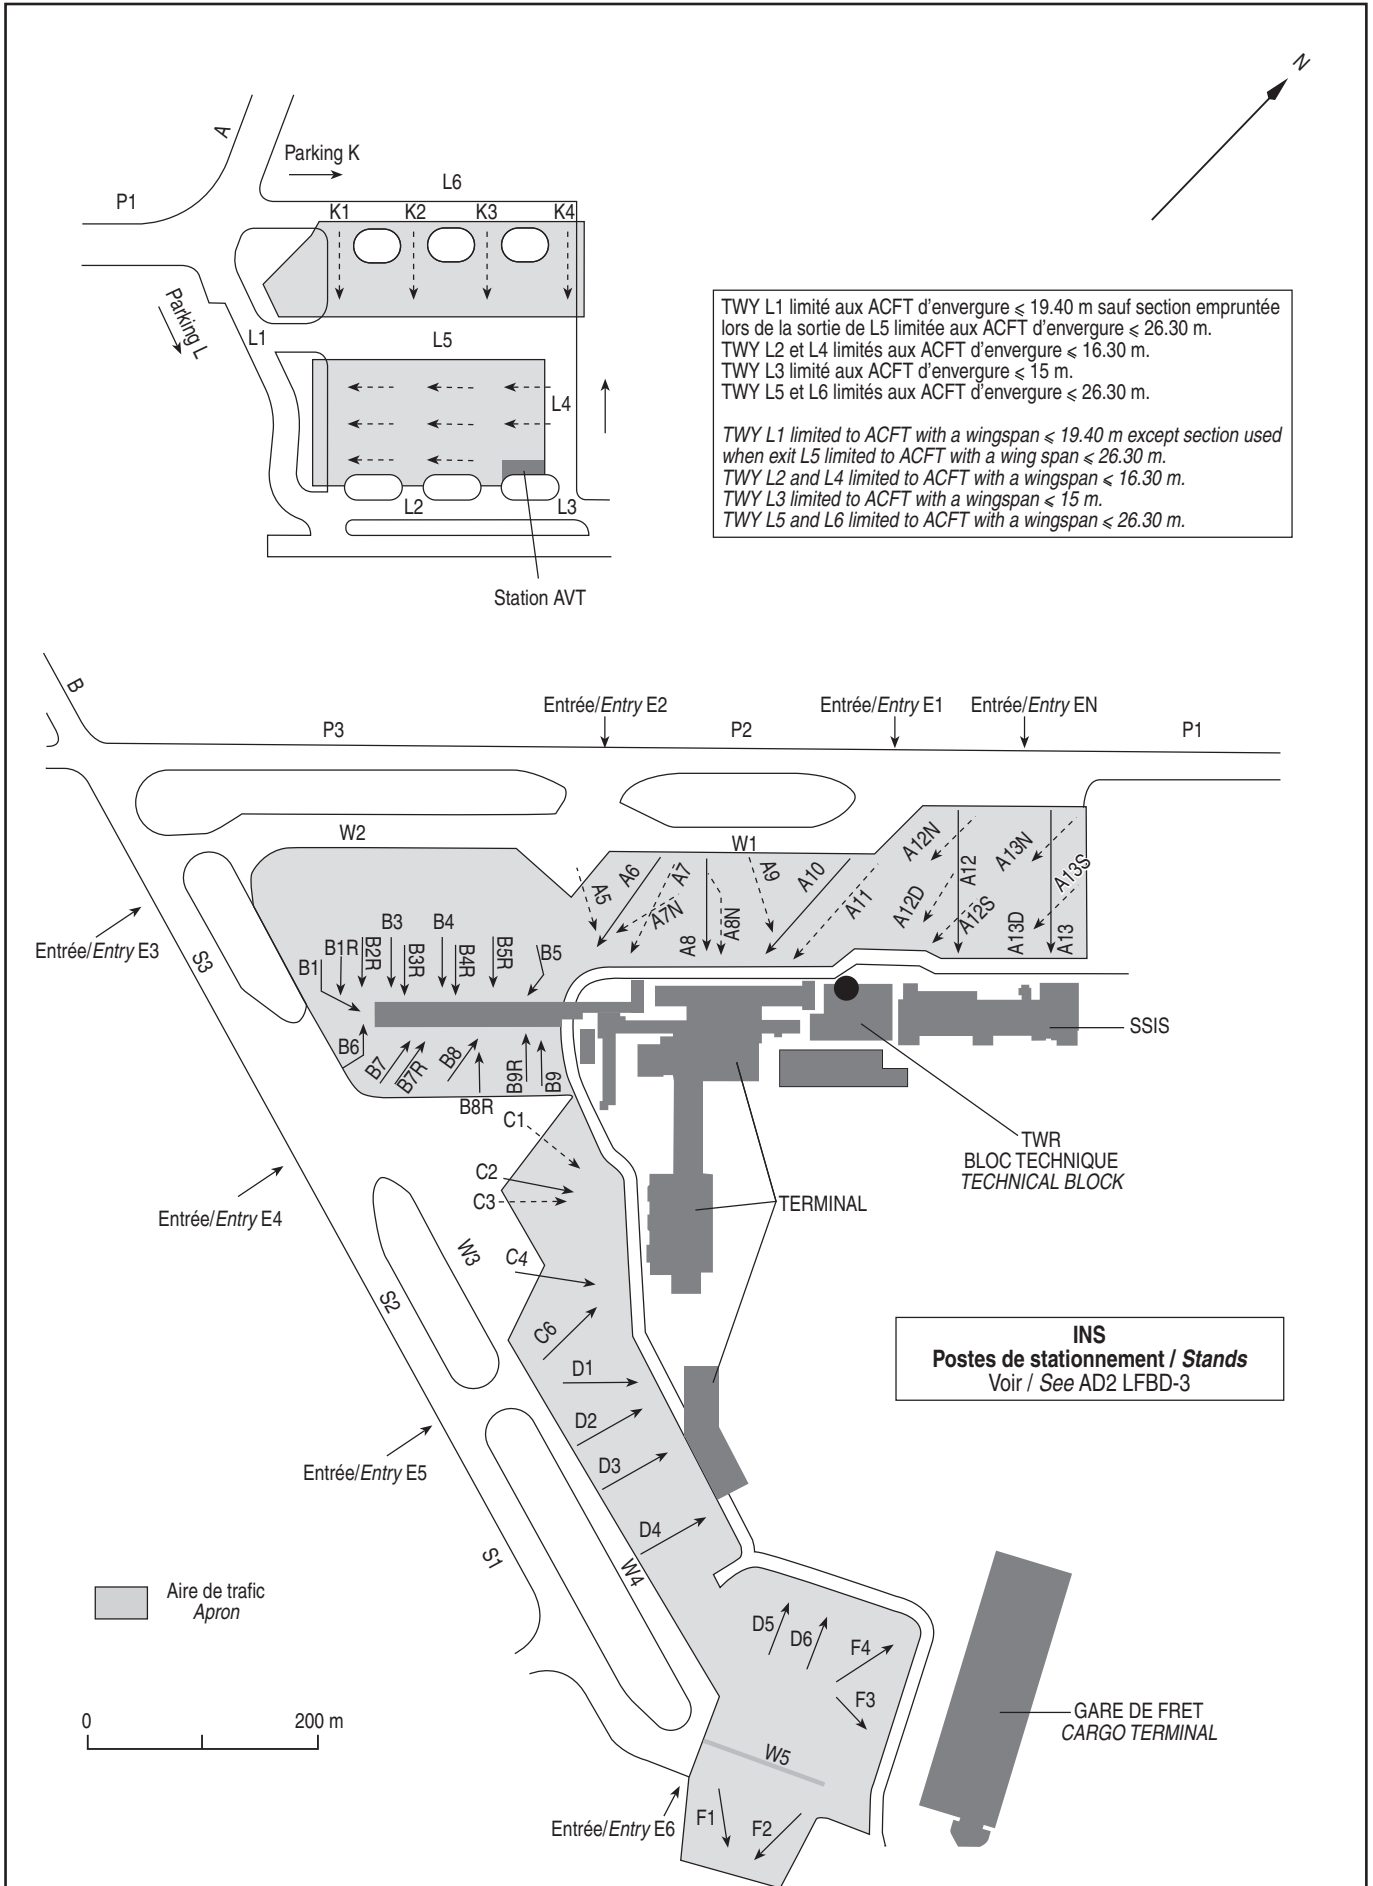 N
A
Parking K
P1
L6
K1 K2 K3 K4
Parking L
L1
L5
L4
L2
L3
Station AVT
TWY L1 limité aux ACFT d'envergure ⩽ 19.40 m sauf section empruntée
lors de la sortie de L5 limitée aux ACFT d'envergure ⩽ 26.30 m.
TWY L2 et L4 limités aux ACFT d'envergure ⩽ 16.30 m.
TWY L3 limité aux ACFT d'envergure ⩽ 15 m.
TWY L5 et L6 limités aux ACFT d'envergure ⩽ 26.30 m.
TWY L1 limited to ACFT with a wingspan ⩽ 19.40 m except section used
when exit L5 limited to ACFT with a wing span ⩽ 26.30 m.
TWY L2 and L4 limited to ACFT with a wingspan ⩽ 16.30 m.
TWY L3 limited to ACFT with a wingspan ⩽ 15 m.
TWY L5 and L6 limited to ACFT with a wingspan ⩽ 26.30 m.
B
Entrée/Entry E2
Entrée/Entry E1
Entrée/Entry EN
P3
P2
P1
W2
W1
A5
A6
A7
A7N
A8
A8N
A9
A10
A11
A12N
A12
A12D
A12S
A13N
A13S
A13D
A13
Entrée/Entry E3
S3
B1
B1R
B2R
B3
B3R
B4
B4R
B5R
B5
B6
B7
B7R
B8
B8R
B9R
B9
SSIS
TWR
BLOC TECHNIQUE
TECHNICAL BLOCK
TERMINAL
C1
C2
C3
Entrée/Entry E4
W3
C4
S2
C6
D1
D2
D3
D4
INS
Postes de stationnement / Stands
Voir / See AD2 LFBD-3
Entrée/Entry E5
S1
W4
Aire de trafic
Apron
D5
D6
F4
F3
0
200 m
GARE DE FRET
CARGO TERMINAL
W5
Entrée/Entry E6
F1
F2